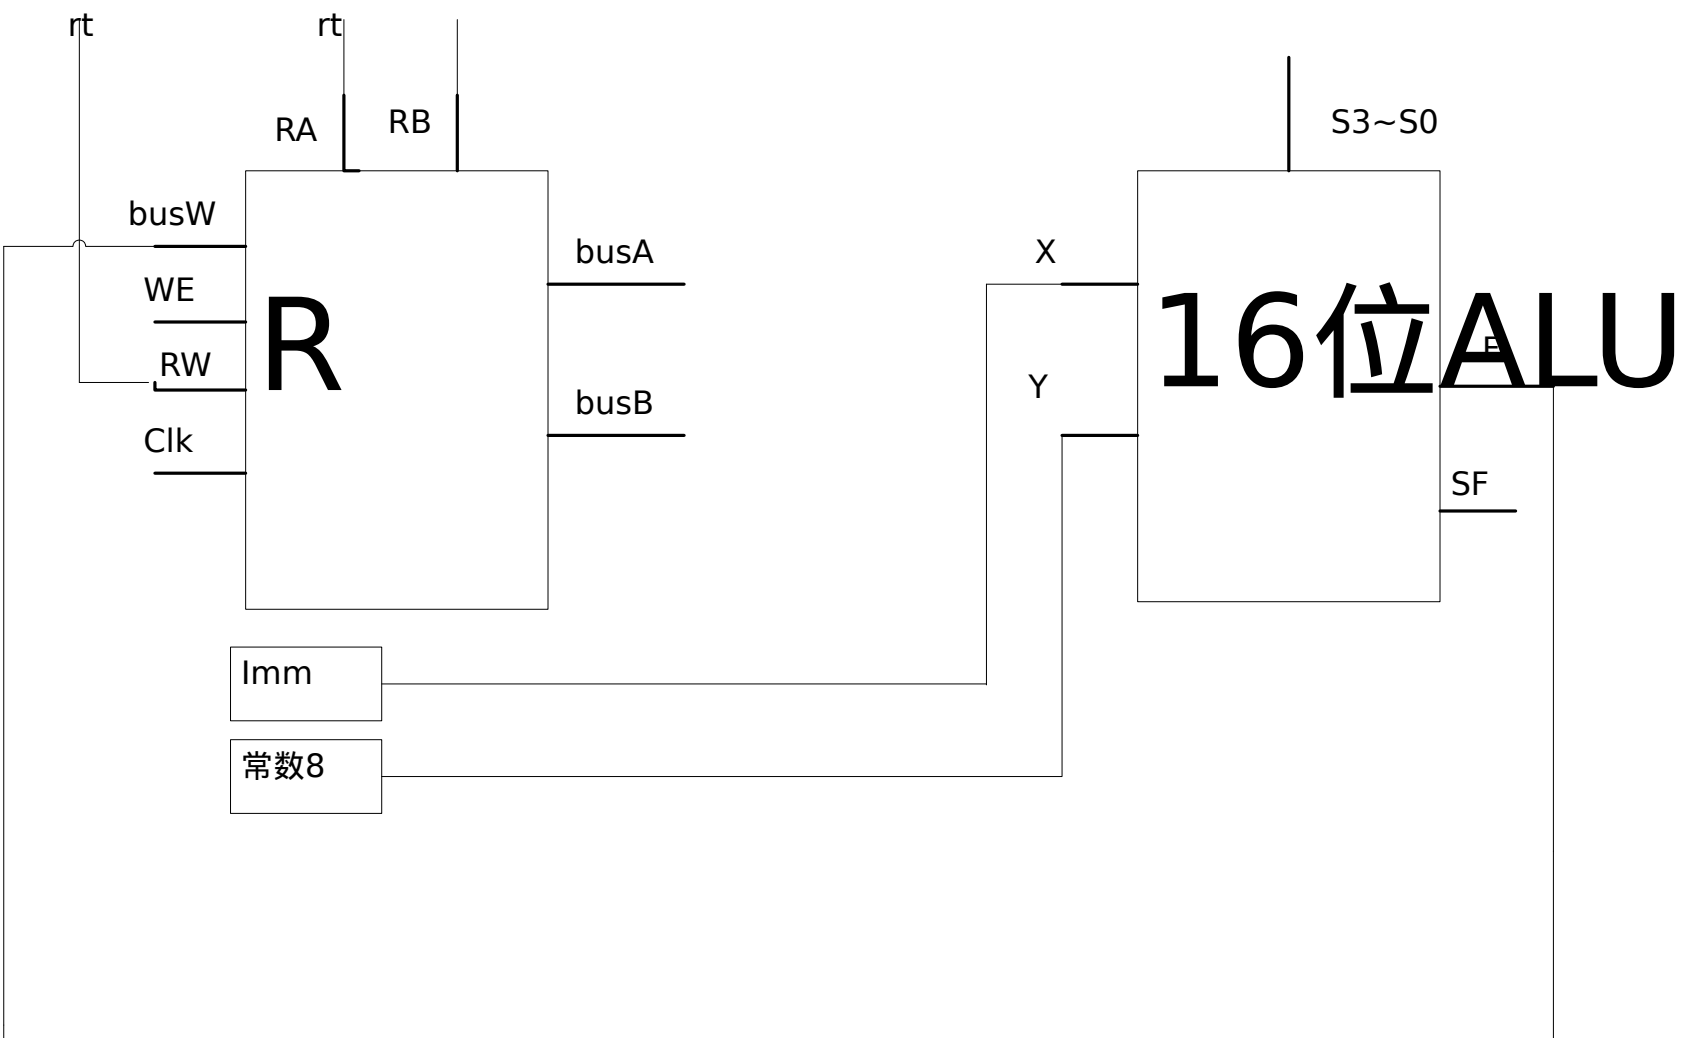 rt
rt
RA
RB
S3~S0
busW
busA
X
WE
R
16位ALU
F
RW
Y
busB
Clk
SF
Imm
常数8